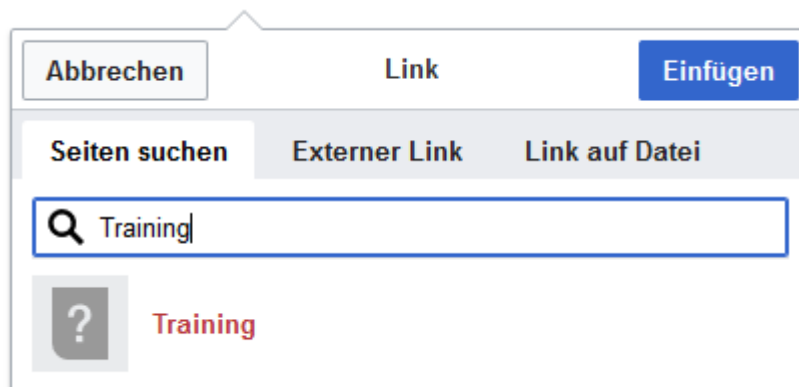 Abbrechen Link Einfügen
Seiten suchen Externer Link Link auf Datei
Training
? Training